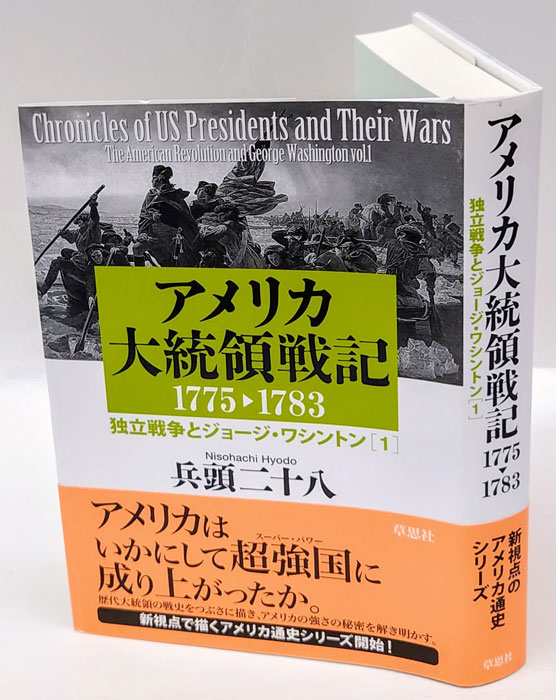 Chronicles of US Presidents and Their Wars
The American Revolution and George Washington vol.1
アメリカ
大統領戦記
1775▶1783
独立戦争とジョージ・ワシントン[1]
Nisohachi Hyodo
兵頭二十八
草思社
アメリカは
スーパー・パワー
いかにして超強国に
成り上がったか。
歴代大統領の戦史をつぶさに描き、アメリカの強さの秘密を解き明かす。
新視点で描くアメリカ通史シリーズ開始!
アメリカ大統領戦記 1775▶1783
独立戦争とジョージ・ワシントン[1]
新視点の
アメリカ通史
シリーズ
草思社